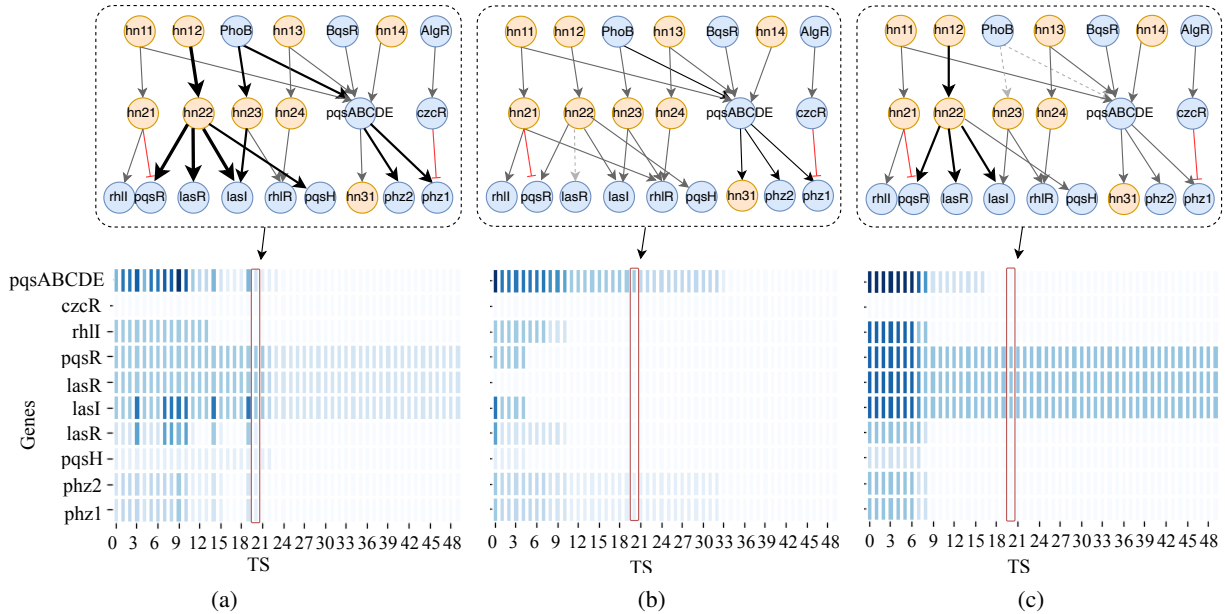 hn11 hn12 PhoB hn13 BqsR hn14 AlgR
hn21 hn22 hn23 hn24 pqsABCDE czcR
rhlI pqsR lasR lasI rhlR pqsH hn31 phz2 phz1
hn11 hn12 PhoB hn13 BqsR hn14 AlgR
hn21 hn22 hn23 hn24 pqsABCDE czcR
rhlI pqsR lasR lasI rhlR pqsH hn31 phz2 phz1
hn11 hn12 PhoB hn13 BqsR hn14 AlgR
hn21 hn22 hn23 hn24 pqsABCDE czcR
rhlI pqsR lasR lasI rhlR pqsH hn31 phz2 phz1
Genes
pqsABCDE
czcR
rhlI
pqsR
lasR
lasI
lasR
pqsH
phz2
phz1
0 3 6 9 12 15 18 21 24 27 30 33 36 39 42 45 48
TS
(a)
0 3 6 9 12 15 18 21 24 27 30 33 36 39 42 45 48
TS
(b)
0 3 6 9 12 15 18 21 24 27 30 33 36 39 42 45 48
TS
(c)